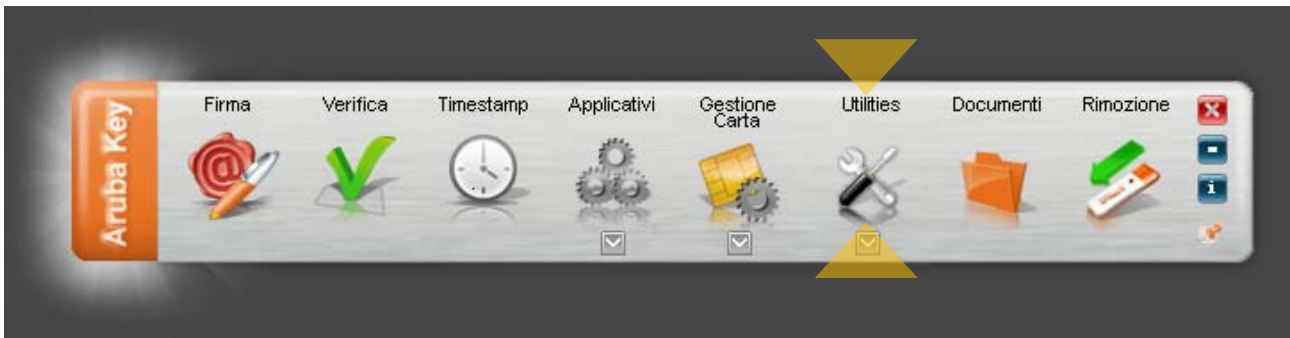 Aruba Key
Firma
Verifica
Timestamp
Applicativi
Gestione
Carta
Utilities
Documenti
Rimozione